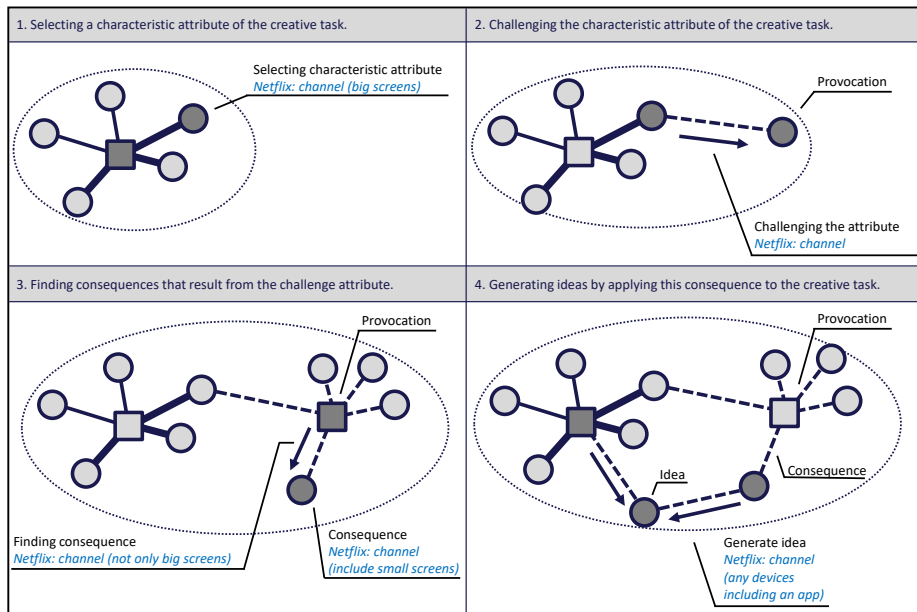 1. Selecting a characteristic attribute of the creative task.
Selecting characteristic attribute
Netflix: channel (big screens)
2. Challenging the characteristic attribute of the creative task.
Provocation
Challenging the attribute
Netflix: channel
3. Finding consequences that result from the challenge attribute.
Provocation
Finding consequence
Netflix: channel (not only big screens)
Consequence
Netflix: channel
(include small screens)
4. Generating ideas by applying this consequence to the creative task.
Provocation
Consequence
Idea
Generate idea
Netflix: channel
(any devices
including an app)